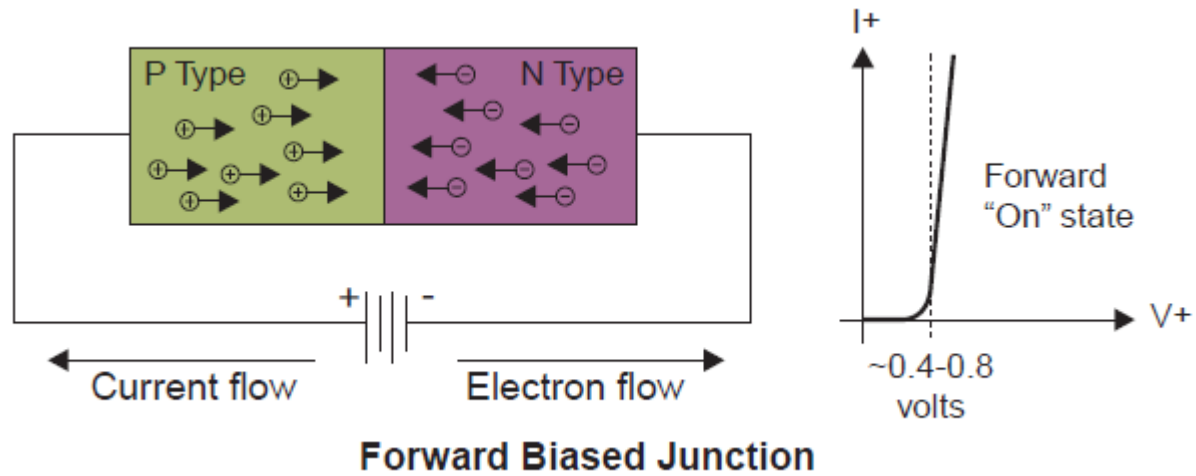 P Type
N Type
+
-
Current flow
Electron flow
I+
Forward
“On” state
V+
~0.4-0.8
volts
Forward Biased Junction